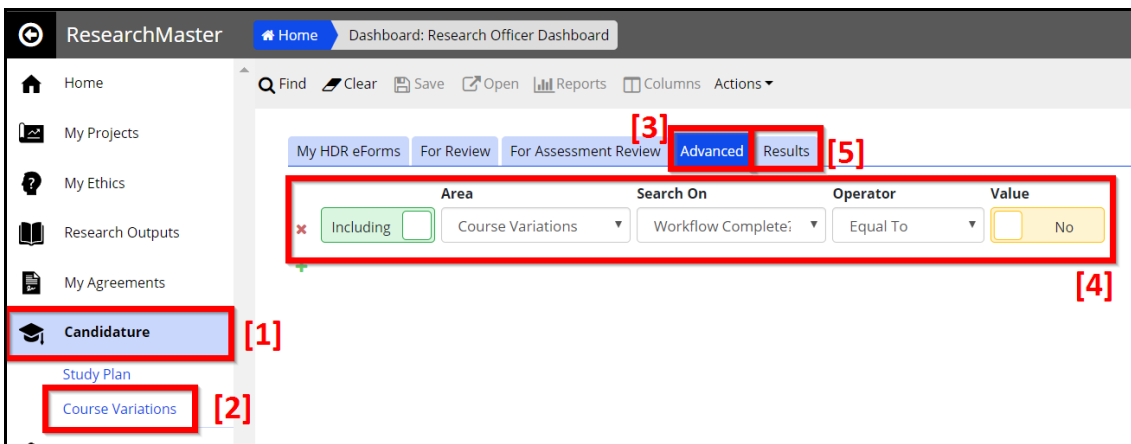 ResearchMaster
Home
Dashboard: Research Officer Dashboard
Home
My Projects
My Ethics
Research Outputs
My Agreements
Candidature
[1]
Study Plan
Course Variations
[2]
Find Clear Save Open Reports Columns Actions
[3]
My HDR eForms For Review For Assessment Review Advanced Results
[5]
Area Search On Operator Value
Including Course Variations Workflow Complete? Equal To No
[4]